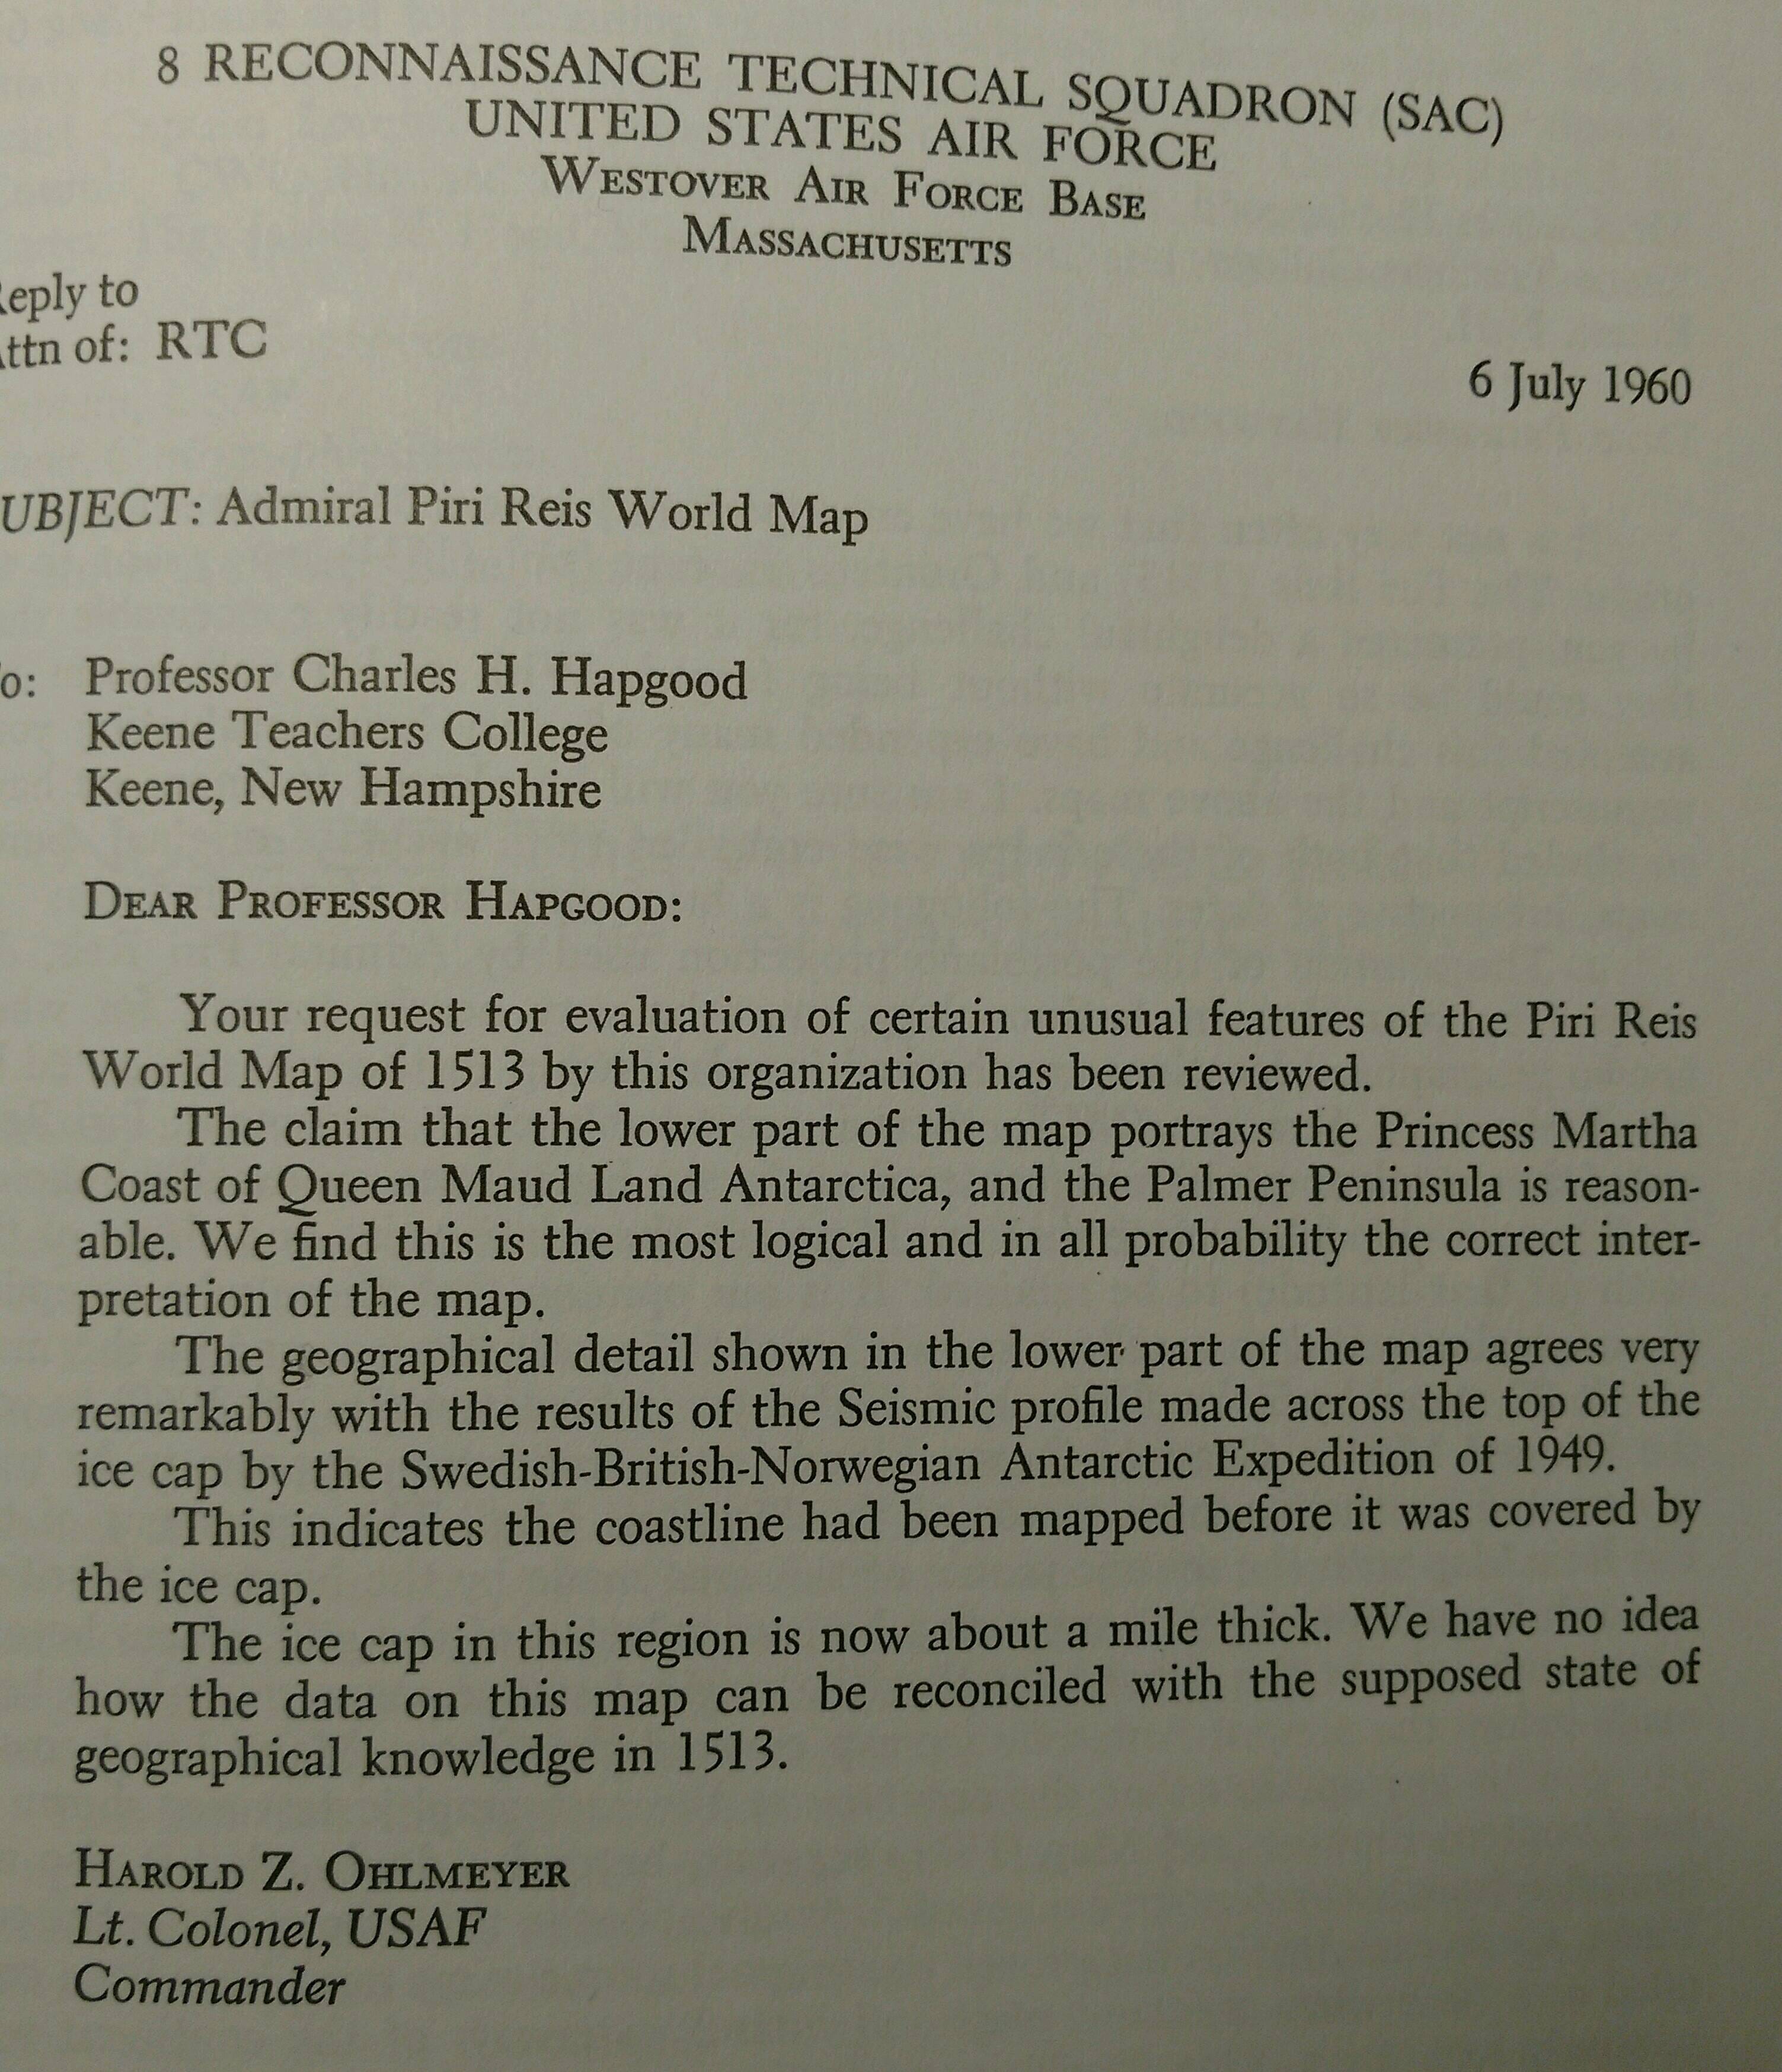 8 RECONNAISSANCE TECHNICAL SQUADRON (SAC)
UNITED STATES AIR FORCE
WESTOVER AIR FORCE BASE
MASSACHUSETTS
eply to
ttn of: RTC
6 July 1960
UBJECT: Admiral Piri Reis World Map
o: Professor Charles H. Hapgood
Keene Teachers College
Keene, New Hampshire
DEAR PROFESSOR HAPGOOD:
Your request for evaluation of certain unusual features of the Piri Reis
World Map of 1513 by this organization has been reviewed.
The claim that the lower part of the map portrays the Princess Martha
Coast of Queen Maud Land Antarctica, and the Palmer Peninsula is reason-
able. We find this is the most logical and in all probability the correct inter-
pretation of the map.
The geographical detail shown in the lower part of the map agrees very
remarkably with the results of the Seismic profile made across the top of the
ice cap by the Swedish-British-Norwegian Antarctic Expedition of 1949.
This indicates the coastline had been mapped before it was covered by
the ice cap.
The ice cap in this region is now about a mile thick. We have no idea
how the data on this map can be reconciled with the supposed state of
geographical knowledge in 1513.
HAROLD Z. OHLMEYER
Lt. Colonel, USAF
Commander